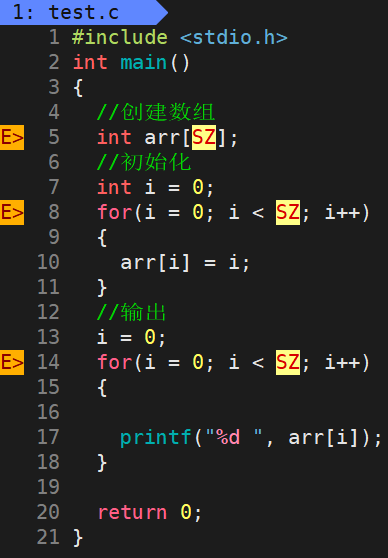 1: test.c
1 #include <stdio.h>
2 int main()
3 {
4   //创建数组
E> 5   int arr[SZ];
6   //初始化
7   int i = 0;
E> 8   for(i = 0; i < SZ; i++)
9   {
10     arr[i] = i;
11   }
12   //输出
13   i = 0;
E> 14   for(i = 0; i < SZ; i++)
15   {
16
17     printf("%d ", arr[i]);
18   }
19
20   return 0;
21 }